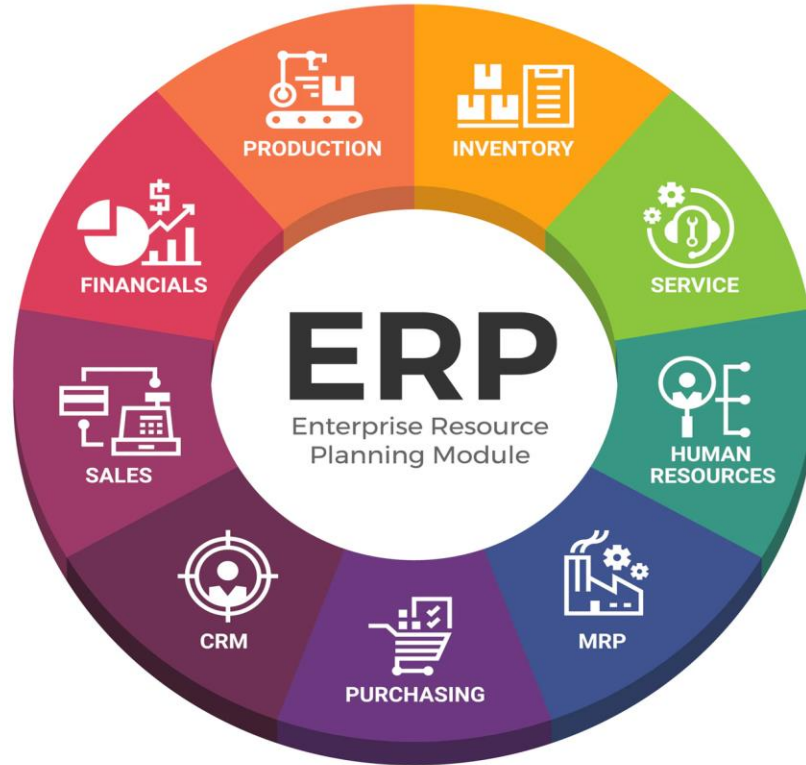 PRODUCTION
INVENTORY
FINANCIALS
SERVICE
ERP
Enterprise Resource
Planning Module
SALES
HUMAN
RESOURCES
CRM
MRP
PURCHASING